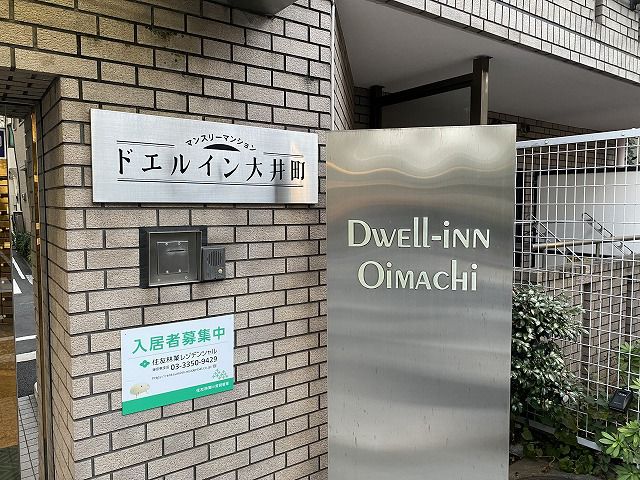 マンスリーマンション
ドエルイン大井町
DWELL-INN
OIMACHI
入居者募集中
住友林業レジデンシャル
03-3350-9429